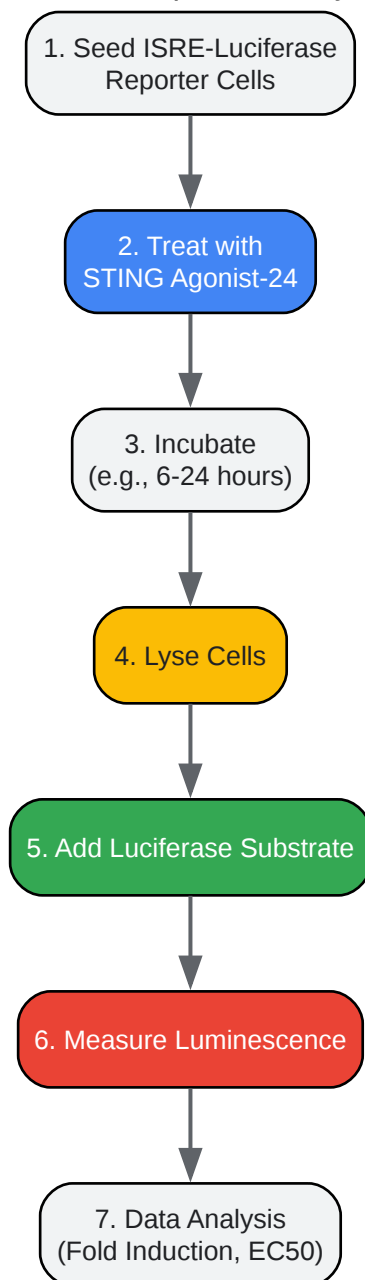 1. Seed ISRE-Luciferase
Reporter Cells
2. Treat with
STING Agonist-24
3. Incubate
(e.g., 6-24 hours)
4. Lyse Cells
5. Add Luciferase Substrate
6. Measure Luminescence
7. Data Analysis
(Fold Induction, EC50)